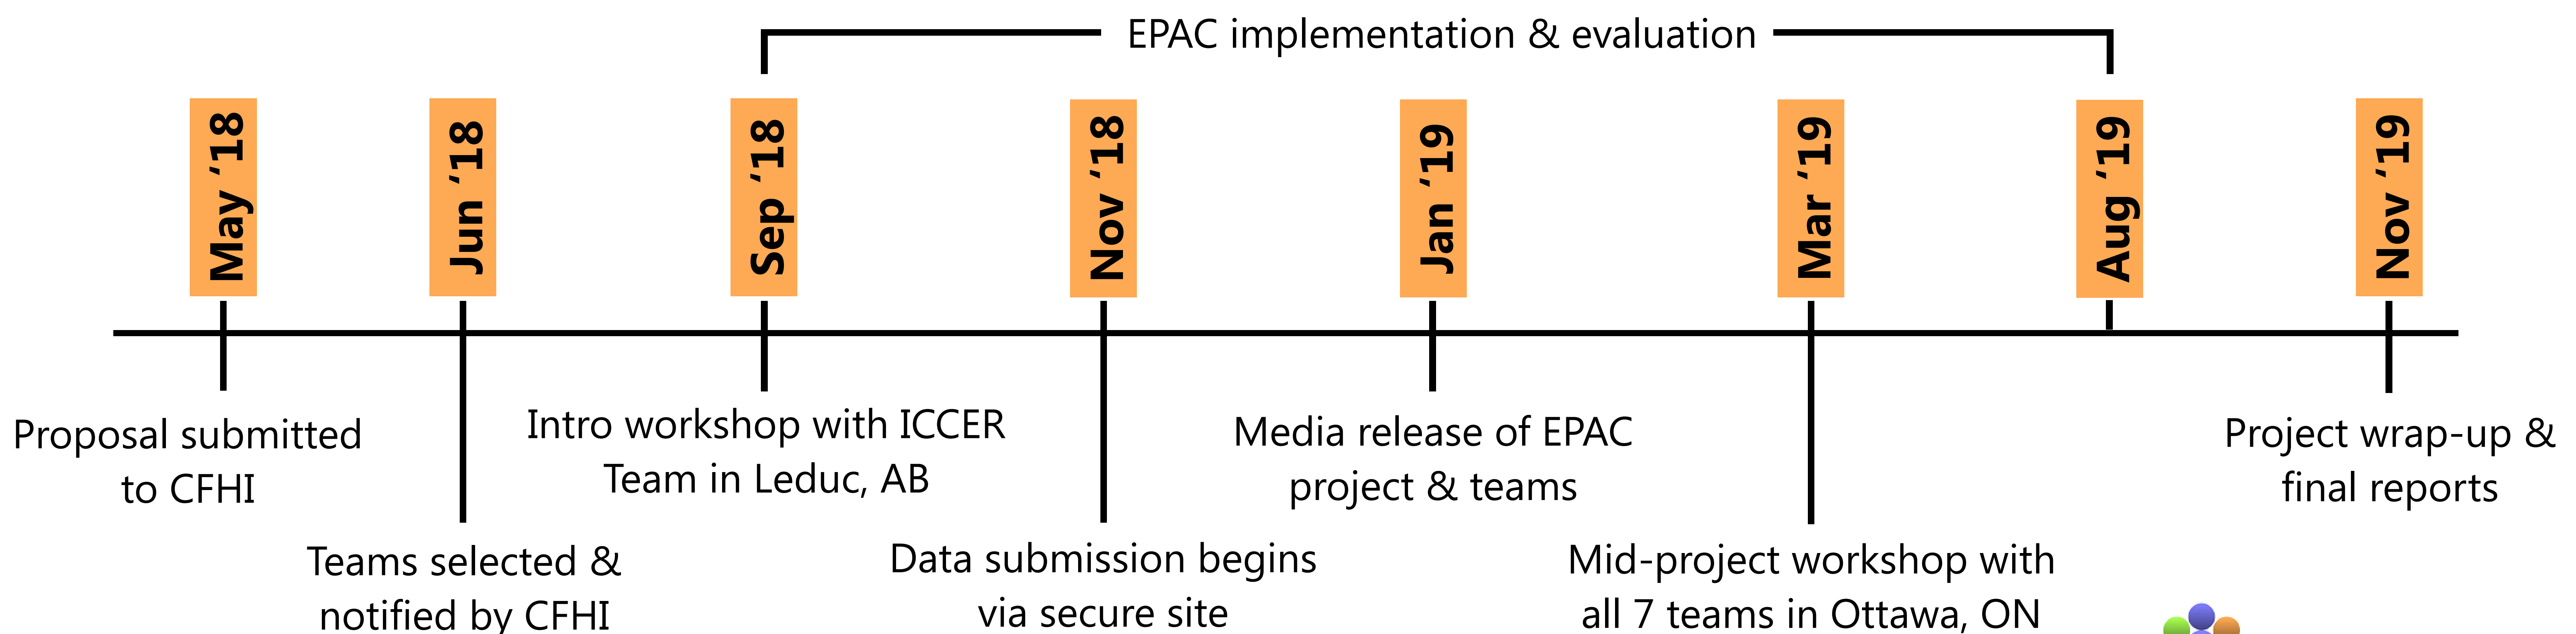 EPAC implementation & evaluation
May ‘18
Jun ‘18
Sep ‘18
Nov ‘18
Jan ‘19
Mar ‘19
Aug ‘19
Nov ‘19
Proposal submitted
to CFHI
Teams selected &
notified by CFHI
Intro workshop with ICCER
Team in Leduc, AB
Data submission begins
via secure site
Media release of EPAC
project & teams
Mid-project workshop with
all 7 teams in Ottawa, ON
Project wrap-up &
final reports